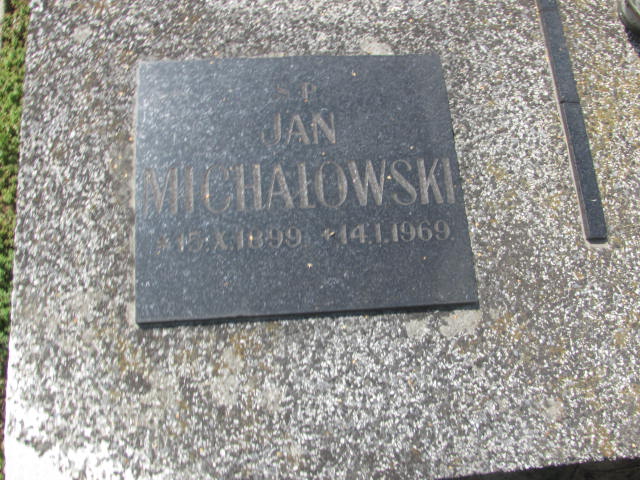 Ś.P.
JAN
MICHAŁOWSKI
*15.X.1899 †14.I.1969